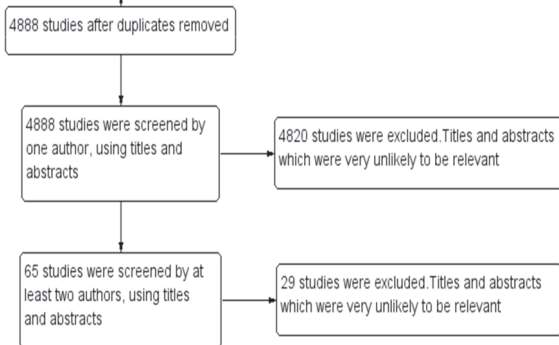 4888 studies after duplicates removed
4888 studies were screened by
one author, using titles and
abstracts
4820 studies were excluded.Titles and abstracts
which were very unlikely to be relevant
65 studies were screened by at
least two authors, using titles
and abstracts
29 studies were excluded.Titles and abstracts
which were very unlikely to be relevant